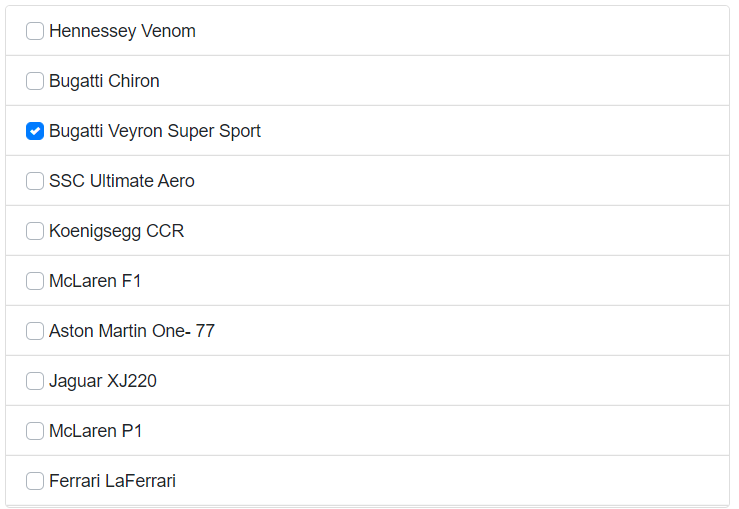 Hennessey Venom
Bugatti Chiron
Bugatti Veyron Super Sport
SSC Ultimate Aero
Koenigsegg CCR
McLaren F1
Aston Martin One- 77
Jaguar XJ220
McLaren P1
Ferrari LaFerrari